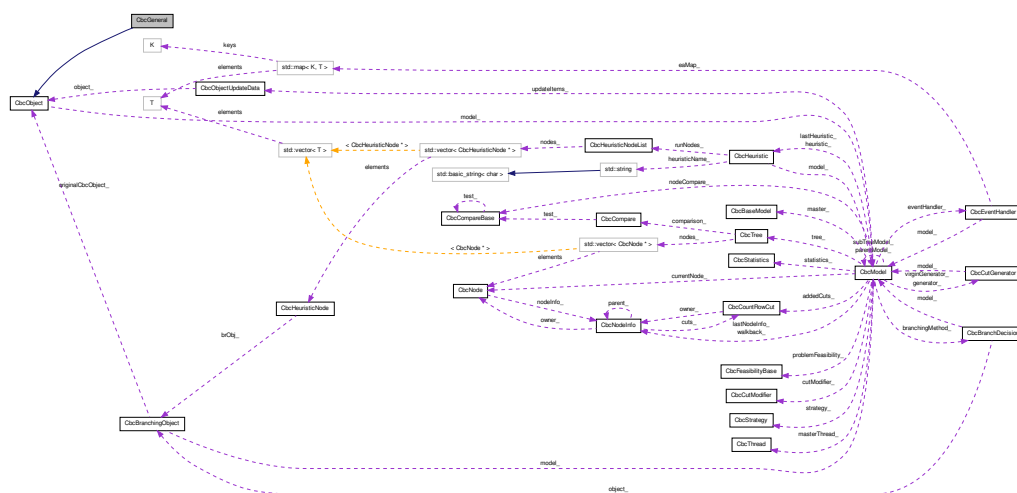 CbcGeneral
K
keys
std::map< K, T >
elements
eaMap_
CbcObject
object_
CbcObjectUpdateData
updateItems_
T
elements
model_
std::vector< T >
< CbcHeuristicNode * >
std::vector< CbcHeuristicNode * >
nodes_
CbcHeuristicNodeList
runNodes_
CbcHeuristic
lastHeuristic_
heuristic_
elements
std::basic_string< char >
std::string
heuristicName_
model_
originalCbcObject_
nodeCompare_
test_
CbcCompareBase
test_
CbcCompare
comparison_
CbcBaseModel
master_
eventHandler_
CbcEventHandler
CbcTree
tree_
model_
< CbcNode * >
std::vector< CbcNode * >
nodes_
subTreeModel_
parentModel_
elements
CbcStatistics
statistics_
CbcModel
model_
virginGenerator_
generator_
CbcCutGenerator
currentNode_
CbcNode
CbcHeuristicNode
nodeInfo_
owner_
parent_
CbcNodeInfo
owner_
cuts_
CbcCountRowCut
addedCuts_
lastNodeInfo_
walkback_
model_
branchingMethod_
CbcBranchDecision
brObj_
problemFeasibility_
CbcFeasibilityBase
cutModifier_
CbcCutModifier
strategy_
CbcStrategy
masterThread_
CbcThread
CbcBranchingObject
model_
object_